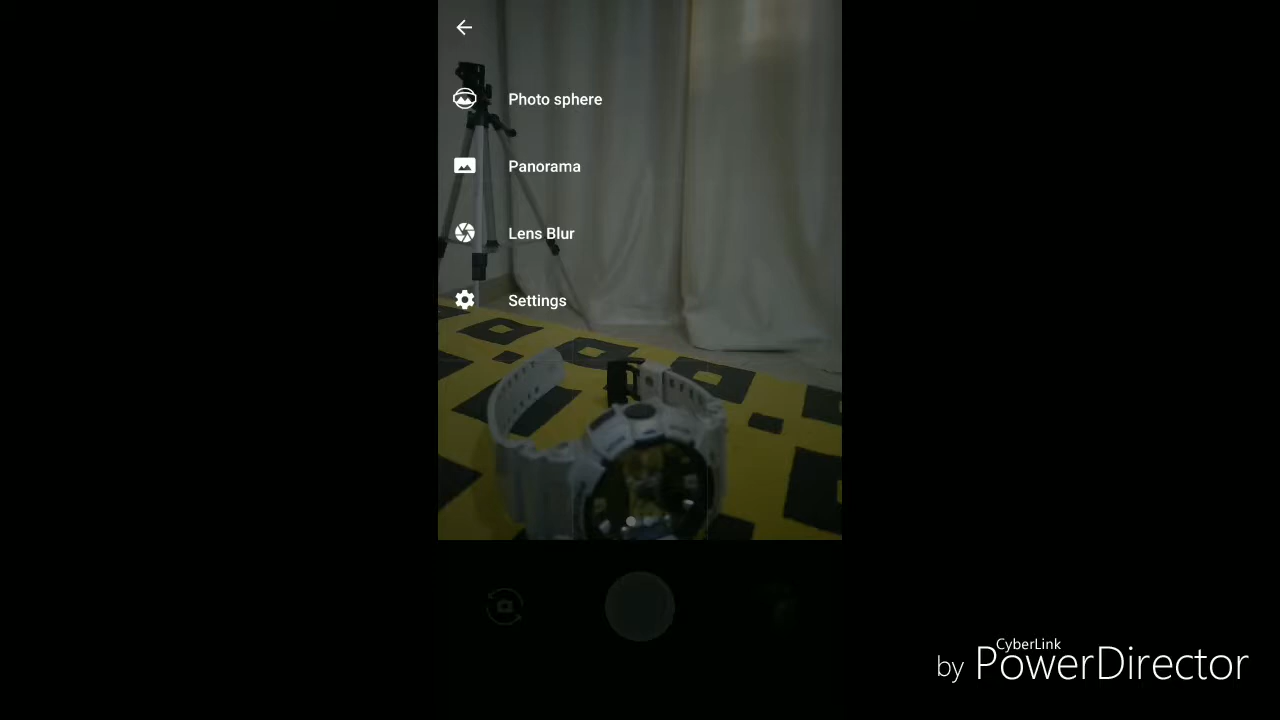 Photo sphere
Panorama
Lens Blur
Settings
CyberLink
by PowerDirector